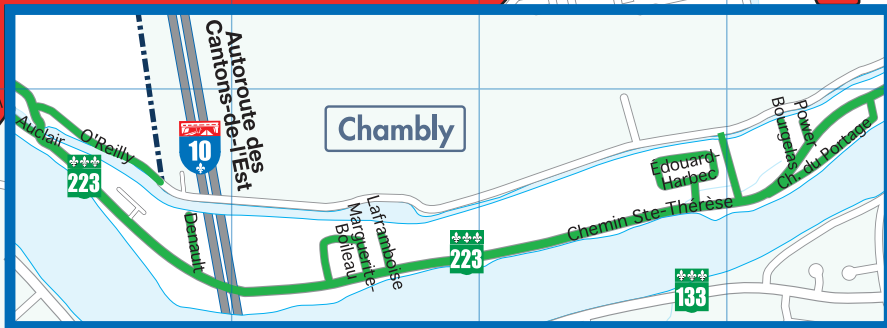 Autoroute des
Cantons-de-l'Est
Chambly
10
Auclair
O'Reilly
223
Denault
Marguerite-
Boileau
Laframboise
223
Chemin Ste-Thérèse
Édouard-
Harbec
Bourgelas
Power
Ch. du Portage
133